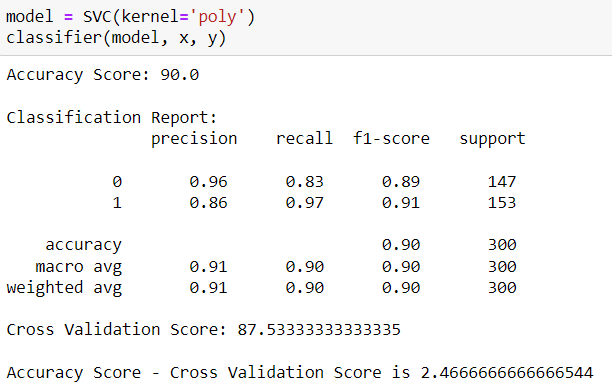 model = SVC(kernel='poly')
classifier(model, x, y)
Accuracy Score: 90.0
Classification Report:
precision recall f1-score support
0 0.96 0.83 0.89 147
1 0.86 0.97 0.91 153
accuracy 0.90 300
macro avg 0.91 0.90 0.90 300
weighted avg 0.91 0.90 0.90 300
Cross Validation Score: 87.53333333333335
Accuracy Score - Cross Validation Score is 2.4666666666666544